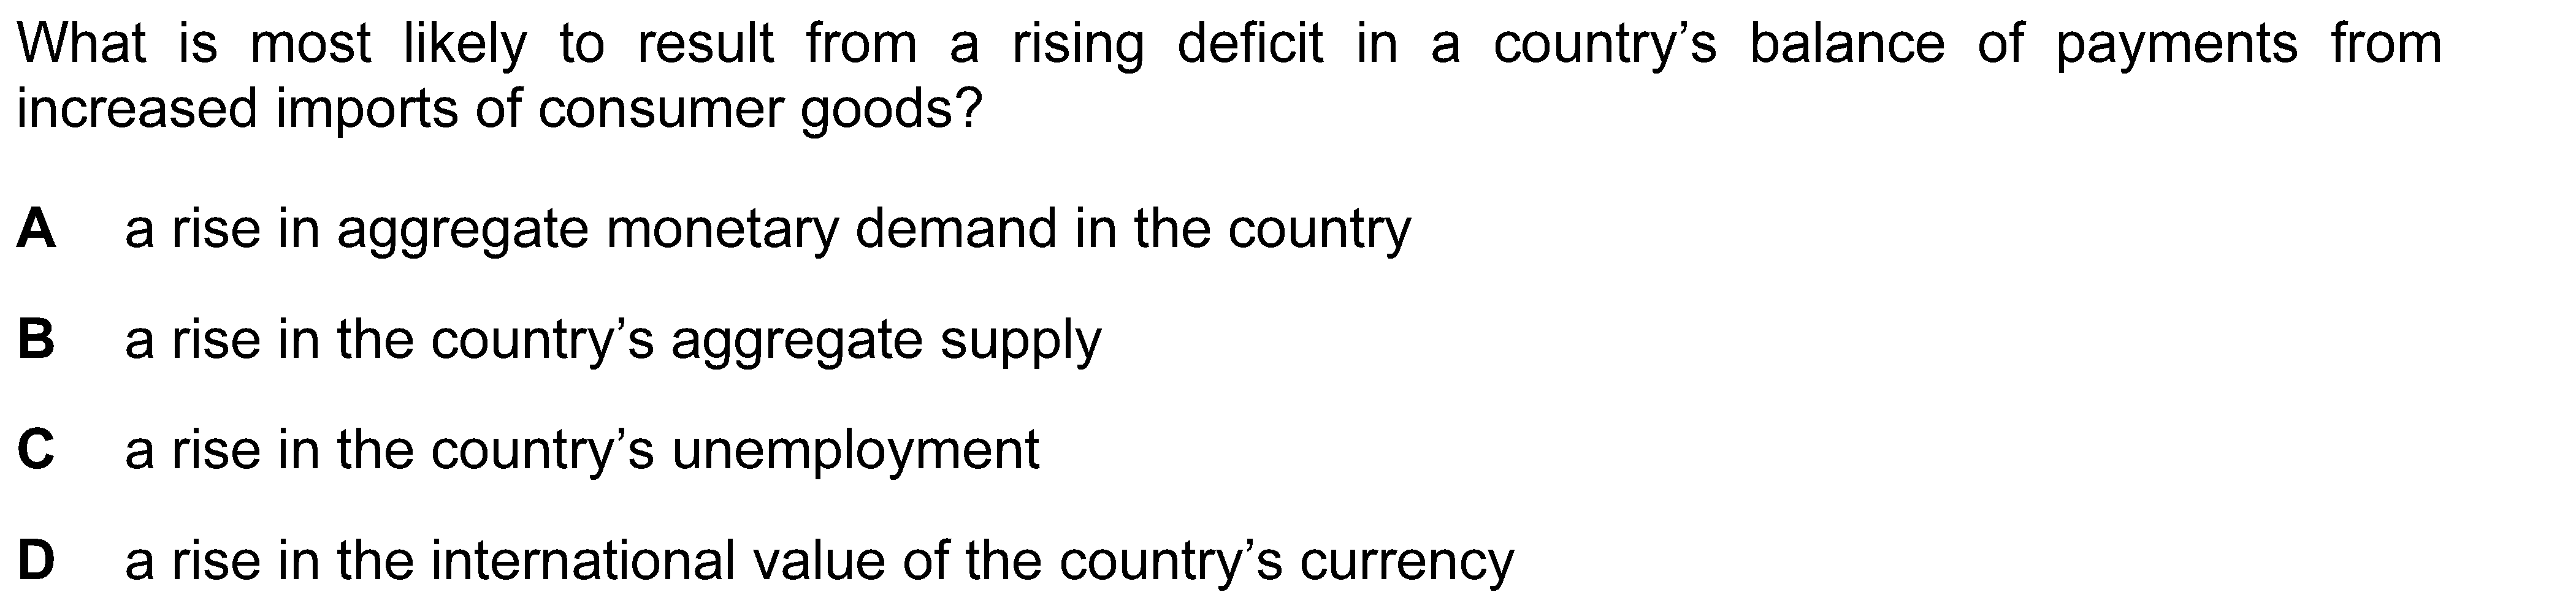 What is most likely to result from a rising deficit in a country’s balance of payments from
increased imports of consumer goods?
A a rise in aggregate monetary demand in the country
B a rise in the country’s aggregate supply
C a rise in the country’s unemployment
D a rise in the international value of the country’s currency